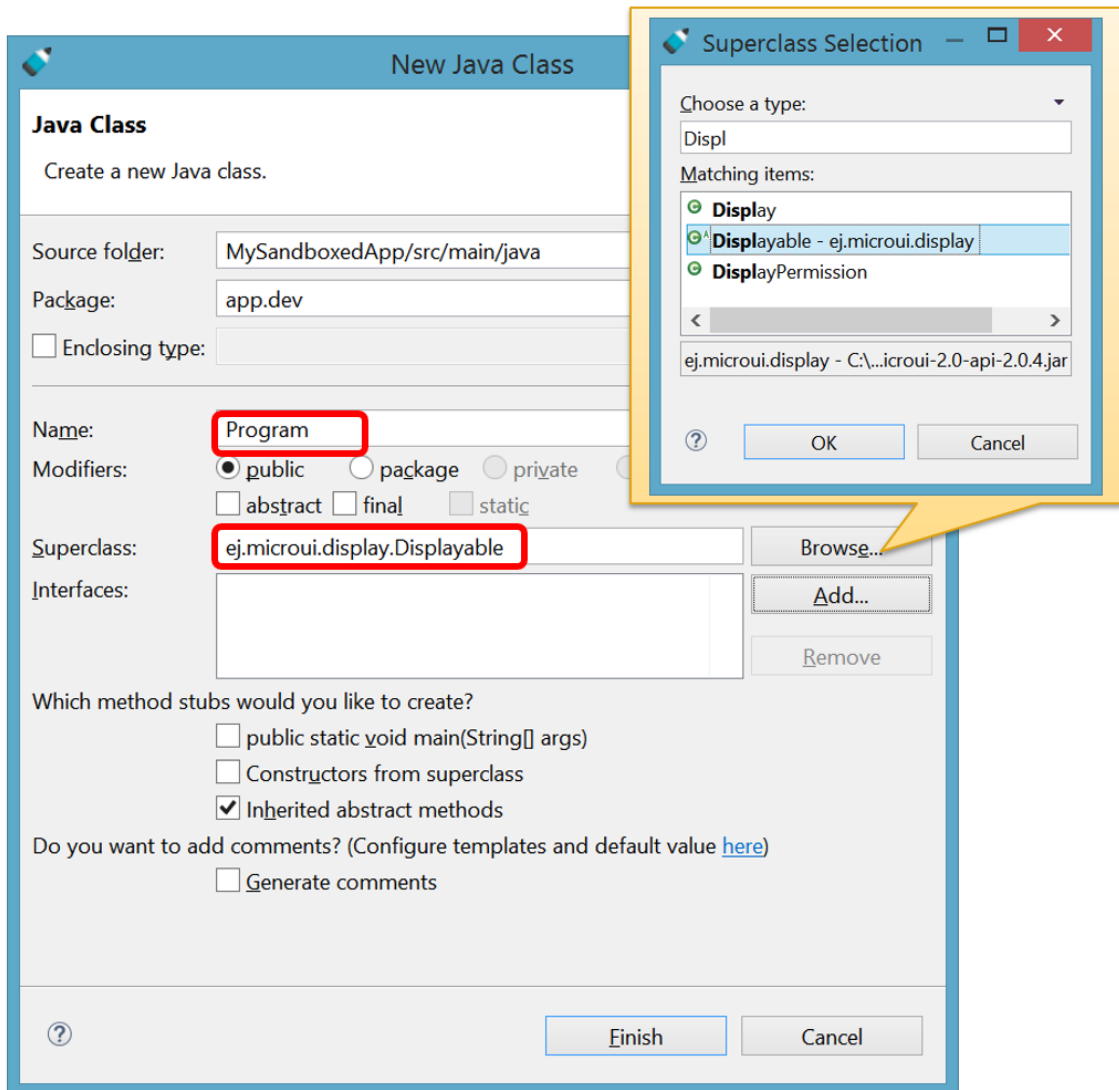 New Java Class
Java Class
Create a new Java class.
Source folder: MySandboxedApp/src/main/java
Package: app.dev
Enclosing type:
Name: Program
Modifiers: public package private
abstract final static
Superclass: ej.microui.display.Displayable Browse...
Interfaces: Add...
Remove
Which method stubs would you like to create?
public static void main(String[] args)
Constructors from superclass
Inherited abstract methods
Do you want to add comments? (Configure templates and default value here)
Generate comments
? Finish Cancel
Superclass Selection
Choose a type:
Displ
Matching items:
Display
Displayable - ej.microui.display
DisplayPermission
ej.microui.display - C:\...icroui-2.0-api-2.0.4.jar
? OK Cancel